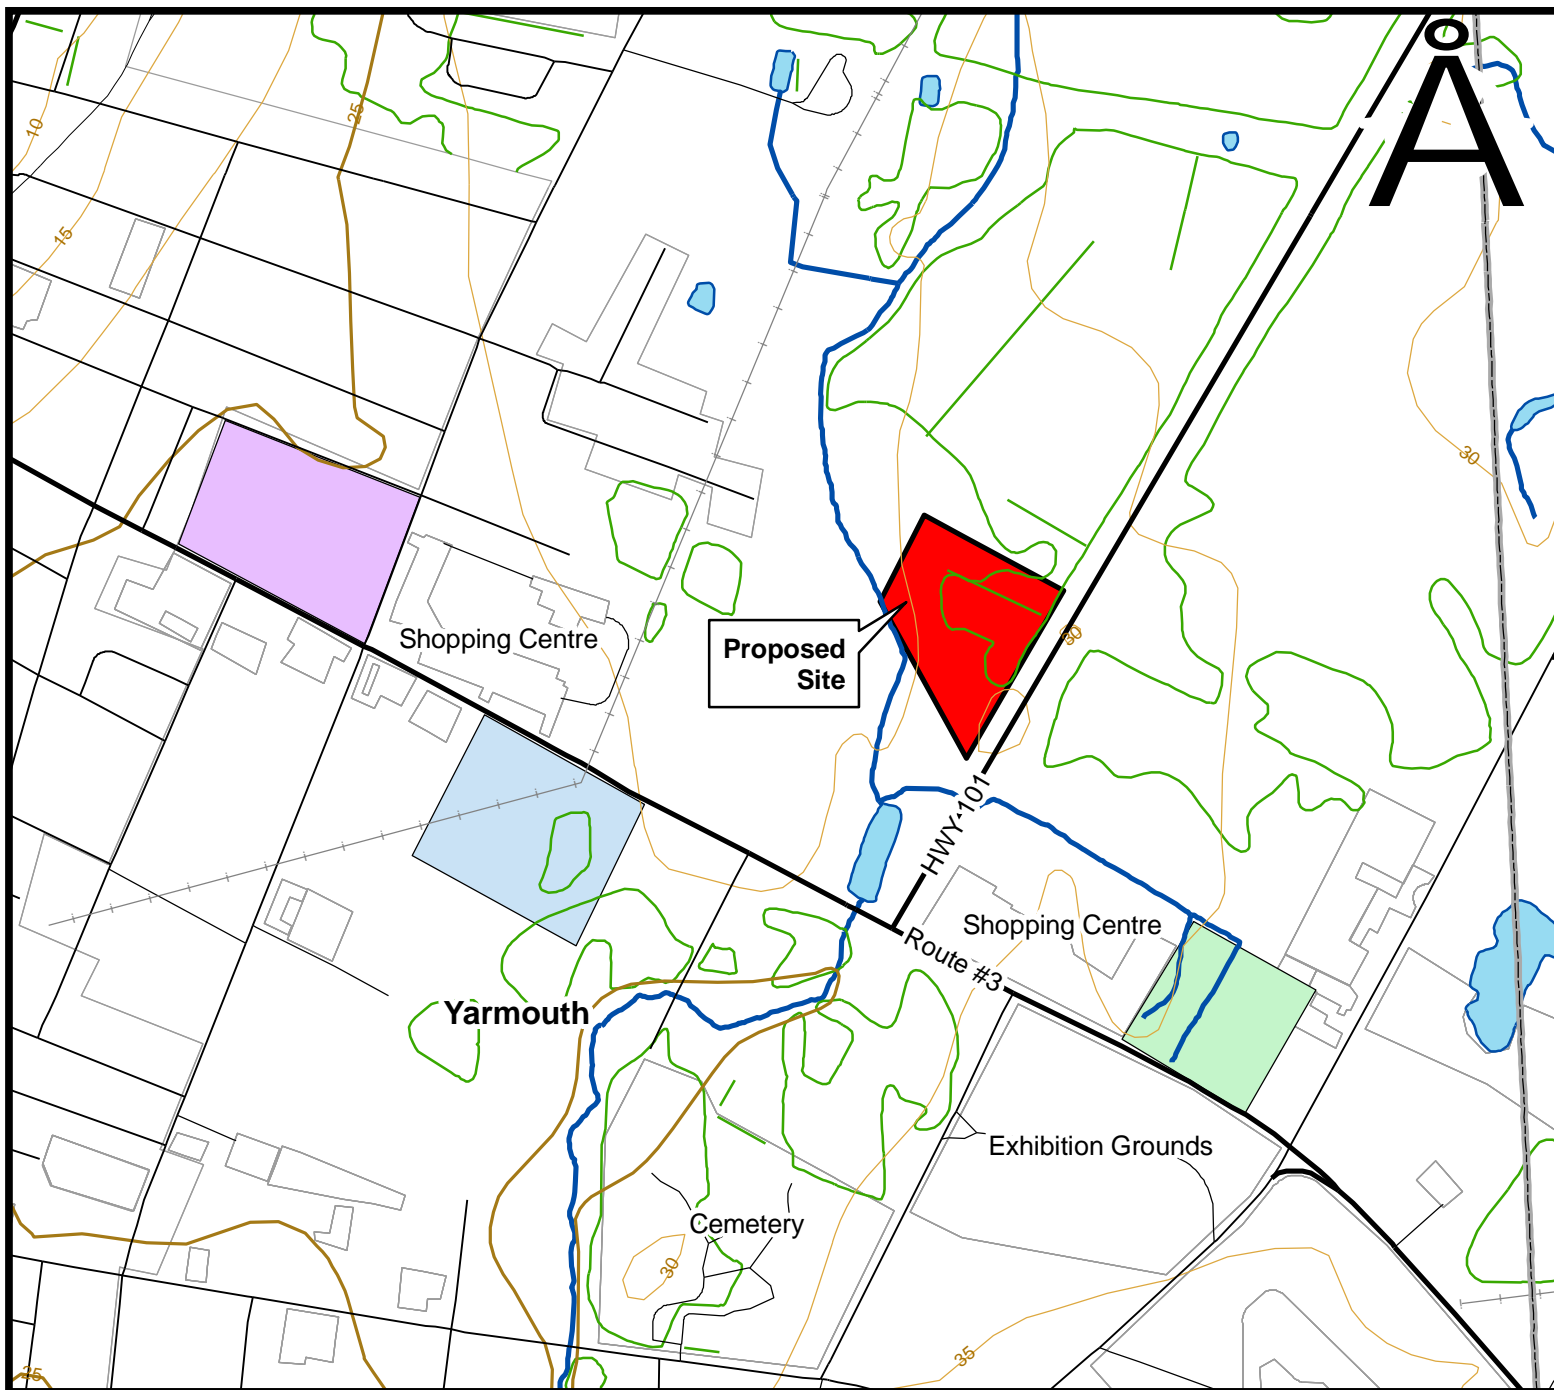 Å
25
10
15
30
Shopping Centre
Proposed
Site
30
HWY 101
Shopping Centre
Route #3
Yarmouth
Exhibition Grounds
Cemetery
30
35
25